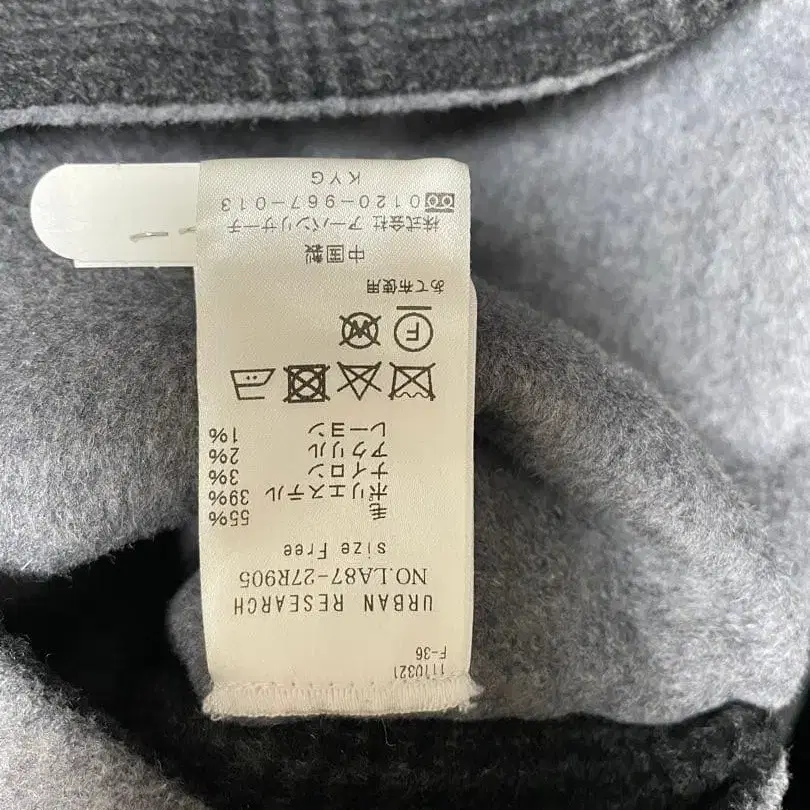 1110321
F-36
URBAN RESEARCH
NO.LA87-27R905
size Free
毛 55%
ポリエステル 39%
ナイロン 3%
アクリル 2%
レーヨン 1%
F W
あて布使用
中国製
株式会社 アーバンリサーチ
0120-967-013
KYG